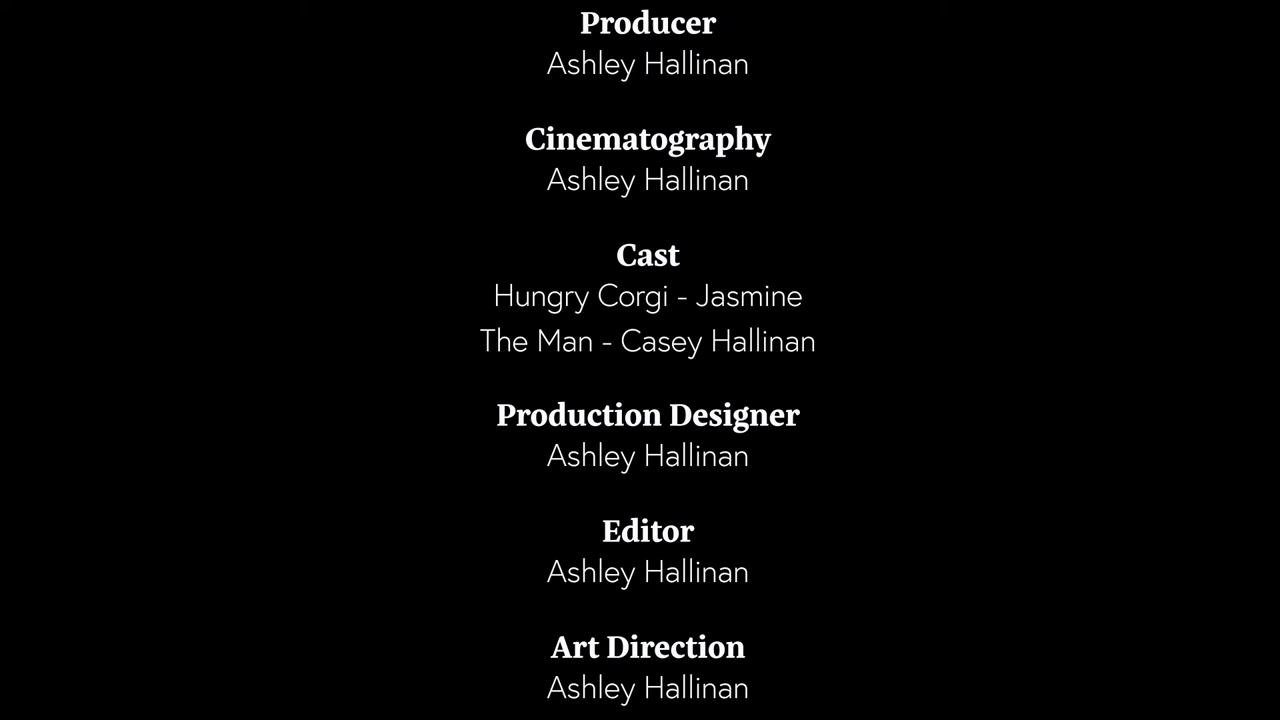 Producer
Ashley Hallinan
Cinematography
Ashley Hallinan
Cast
Hungry Corgi - Jasmine
The Man - Casey Hallinan
Production Designer
Ashley Hallinan
Editor
Ashley Hallinan
Art Direction
Ashley Hallinan